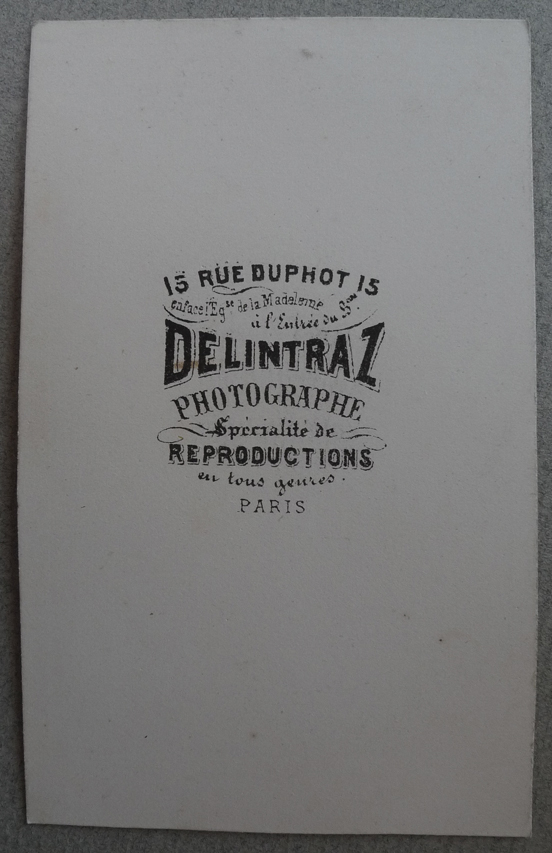 15 RUE DUPHOT 15
en face l'Egse de la Madeleine
à l'Entrée du Bon
DELINTRAZ
PHOTOGRAPHE
Spécialité de
REPRODUCTIONS
en tous genres.
PARIS